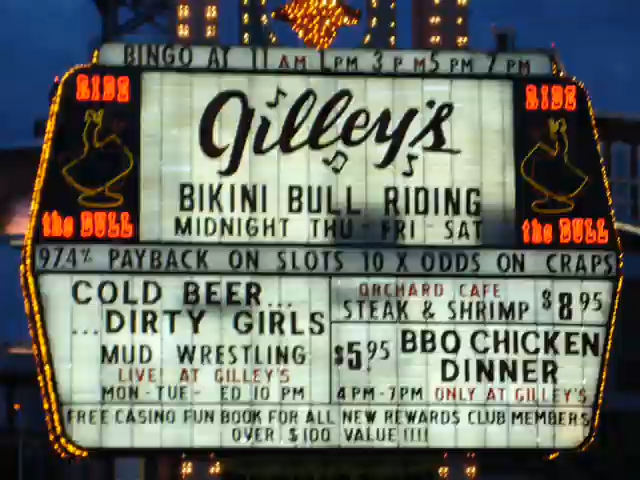 BINGO AT 11 AM 1 PM 3 PM 5 PM 7 PM
RIDE
the BULL
Gilley's
BIKINI BULL RIDING
MIDNIGHT THU - FRI - SAT
RIDE
the BULL
97.4% PAYBACK ON SLOTS 10 X ODDS ON CRAPS
COLD BEER...
...DIRTY GIRLS
MUD WRESTLING
LIVE! AT GILLEY'S
MON - TUE - ED 10 PM
ORCHARD CAFE
STEAK & SHRIMP $8.95
$5.95 BBQ CHICKEN
DINNER
4PM-7PM ONLY AT GILLEY'S
FREE CASINO FUN BOOK FOR ALL NEW REWARDS CLUB MEMBERS
OVER $100 VALUE !!!!